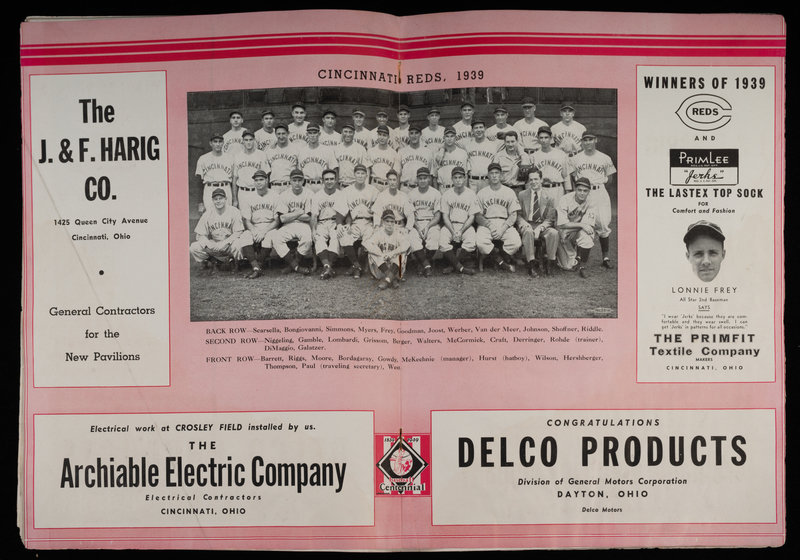 CINCINNATI REDS, 1939
The
J. & F. HARIG
CO.
1425 Queen City Avenue
Cincinnati, Ohio
•
General Contractors
for the
New Pavilions
BACK ROW—Scarsella, Bongiovanni, Simmons, Myers, Frey, Goodman, Joost, Werber, Van der Meer, Johnson, Shoffner, Riddle.
SECOND ROW—Niggeling, Gamble, Lombardi, Grissom, Berger, Walters, McCormick, Craft, Derringer, Rohde (trainer),
DiMaggio, Galatzer.
FRONT ROW—Barrett, Riggs, Moore, Bordagaray, Gowdy, McKechnie (manager), Hurst (batboy), Wilson, Hershberger,
Thompson, Paul (traveling secretary), West
WINNERS OF 1939
REDS
AND
PRIMLEE
"Jerks"
THE LASTEX TOP SOCK
FOR
Comfort and Fashion
LONNIE FREY
All Star 2nd Baseman
SAYS
"I wear 'Jerks' because they are com-
fortable and they wear swell. I can
get 'Jerks' in patterns for all occasions."
THE PRIMFIT
Textile Company
MAKERS
CINCINNATI, OHIO
Electrical work at CROSLEY FIELD installed by us.
THE
Archiable Electric Company
Electrical Contractors
CINCINNATI, OHIO
1839 1939
Centennial
CONGRATULATIONS
DELCO PRODUCTS
Division of General Motors Corporation
DAYTON, OHIO
Delco Motors